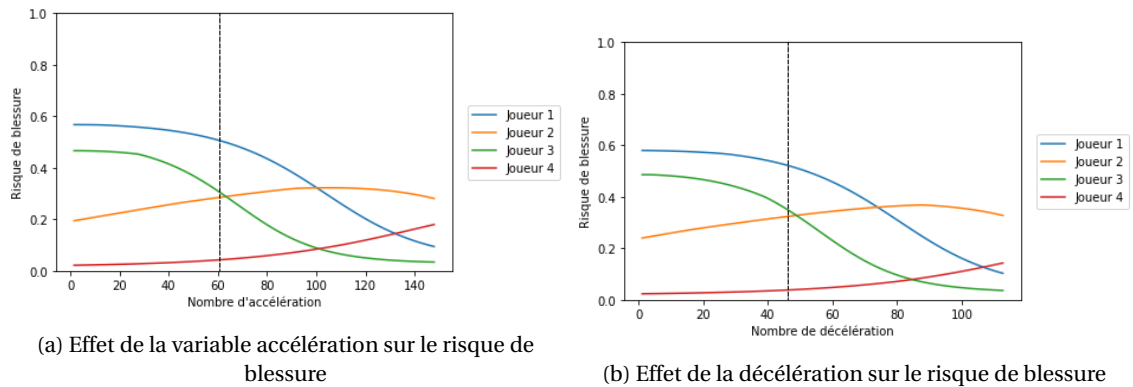 1.0
0.8
0.6
0.4
0.2
0.0
Risque de blessure
0 20 40 60 80 100 120 140
Nombre d'accélération
Joueur 1
Joueur 2
Joueur 3
Joueur 4
(a) Effet de la variable accélération sur le risque de
blessure
1.0
0.8
0.6
0.4
0.2
0.0
Risque de blessure
0 20 40 60 80 100
Nombre de décélération
Joueur 1
Joueur 2
Joueur 3
Joueur 4
(b) Effet de la décélération sur le risque de blessure